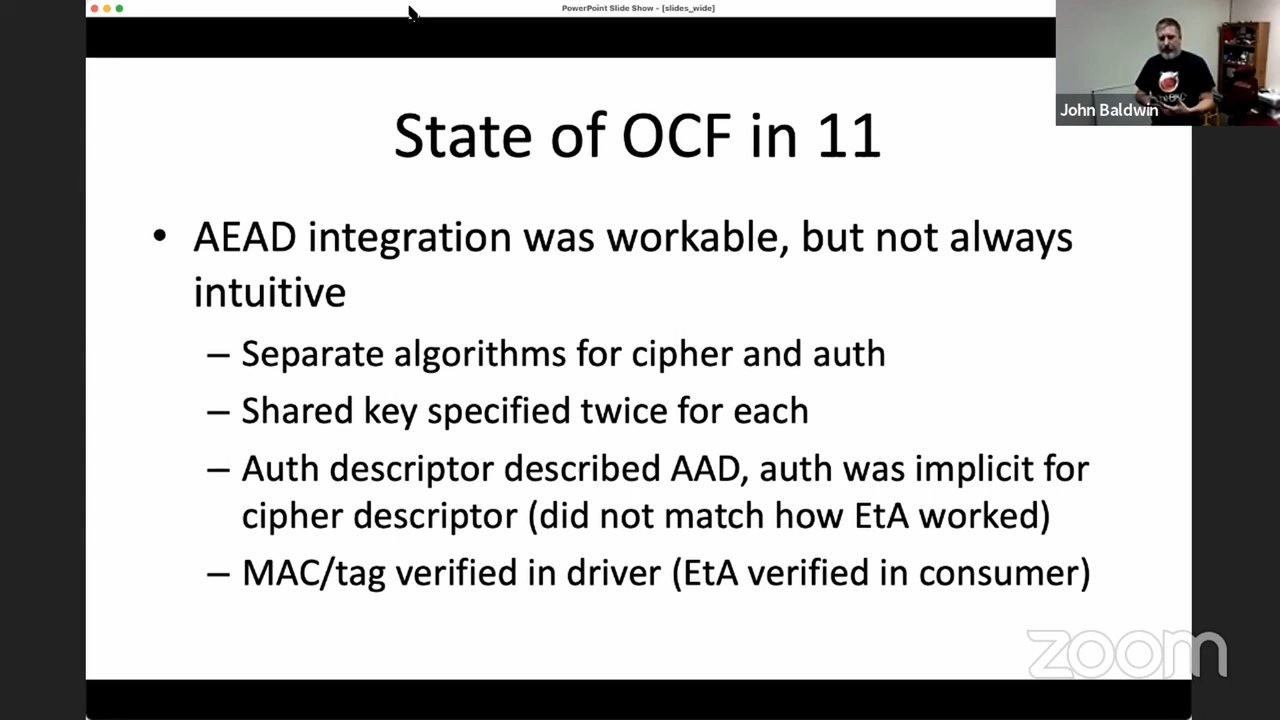 PowerPoint Slide Show - [slides_wide]
John Baldwin
State of OCF in 11
• AEAD integration was workable, but not always
intuitive
– Separate algorithms for cipher and auth
– Shared key specified twice for each
– Auth descriptor described AAD, auth was implicit for
cipher descriptor (did not match how EtA worked)
– MAC/tag verified in driver (EtA verified in consumer)
zoom